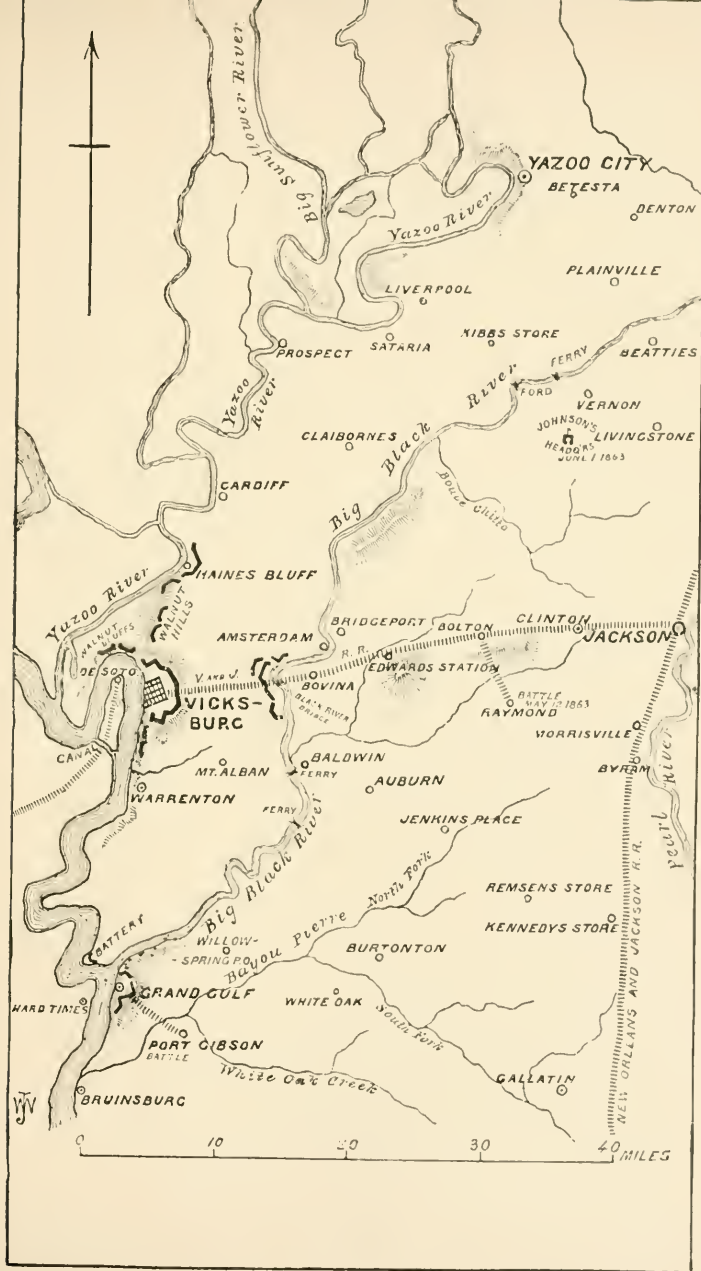 Big Sunflower River
YAZOO CITY
BETESTA
DENTON
Yazoo River
PLAINVILLE
LIVERPOOL
KIBBS STORE
FERRY
BEATTIES
PROSPECT
SATARIA
FORD
Yazoo
River
VERNON
CLAIBORNES
Big Black River
JOHNSON'S
HEADQRS
JUNE 1 1863
LIVINGSTONE
CARDIFF
Bouge Chitto
HAINES BLUFF
Yazoo River
WALNUT
HILLS
WALNUT
BLUFFS
BRIDGEPORT
AMSTERDAM
BOLTON
CLINTON
JACKSON
R. R.
EDWARDS STATION
DE SOTO
V. AND J.
BOVINA
VICKS-
BURG
BLACK RIVER
BRIDGE
BATTLE
MAY 12 1863
RAYMOND
MORRISVILLE
CANAL
BALDWIN
FERRY
MT. ALBAN
BYRAM
WARRENTON
AUBURN
FERRY
JENKINS PLACE
Pearl River
Big Black River
North Fork
REMSENS STORE
BATTERY
KENNEDYS STORE
WILLOW-
-SPRING P.O.
Bayou Pierre
BURTONTON
GRAND GULF
HARD TIMES
WHITE OAK
South Fork
PORT GIBSON
BATTLE
White Oak Creek
GALLATIN
NEW ORLLANS AND JACKSON R.R.
BRUINSBURG
WJ
0 10 20 30 40 MILES